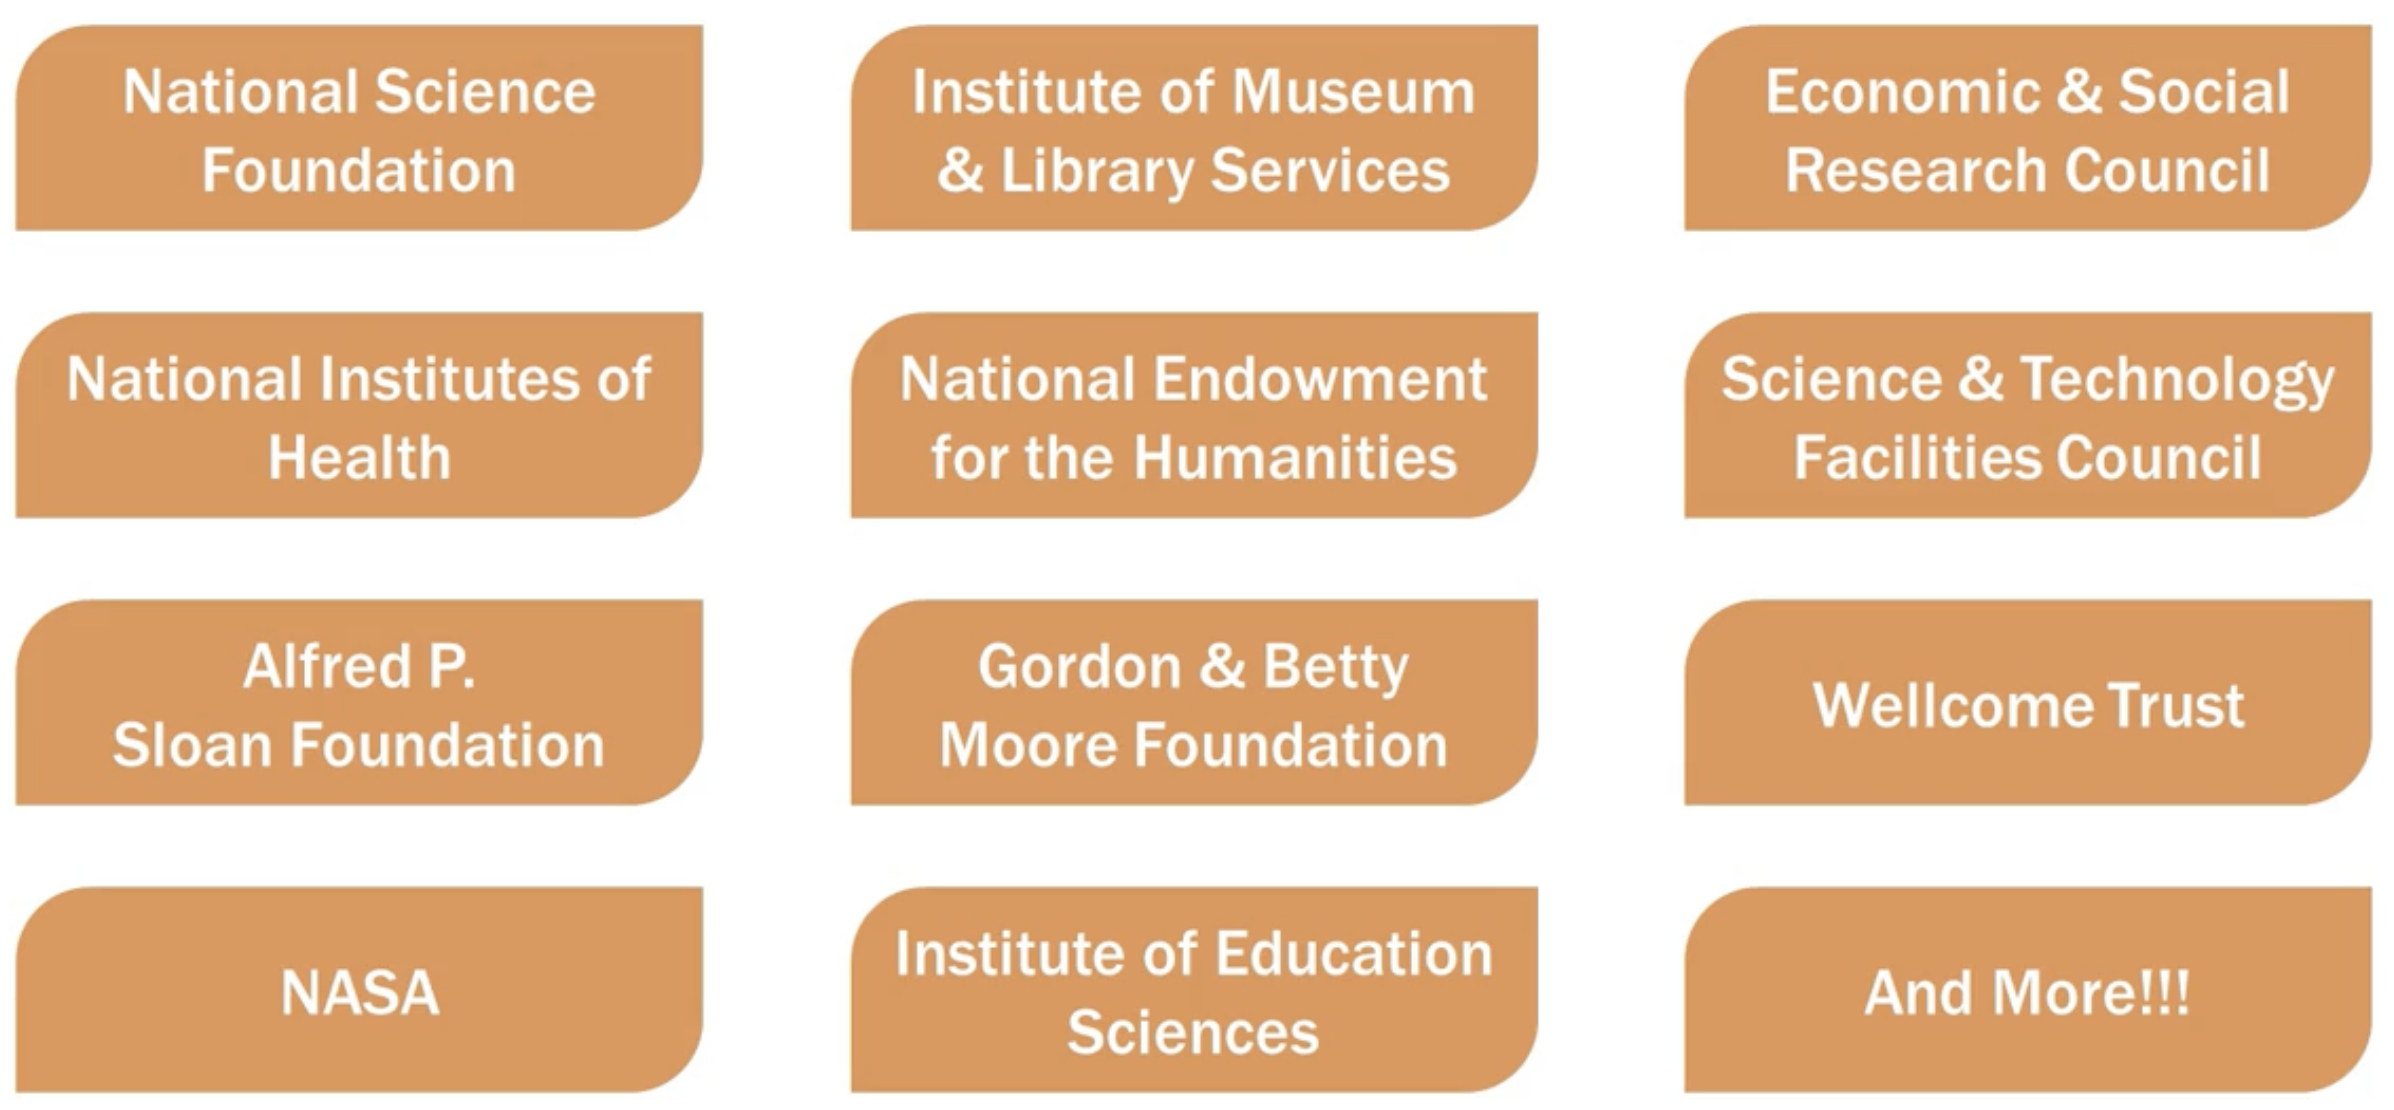 National Science
Foundation
Institute of Museum
& Library Services
Economic & Social
Research Council
National Institutes of
Health
National Endowment
for the Humanities
Science & Technology
Facilities Council
Alfred P.
Sloan Foundation
Gordon & Betty
Moore Foundation
Wellcome Trust
NASA
Institute of Education
Sciences
And More!!!